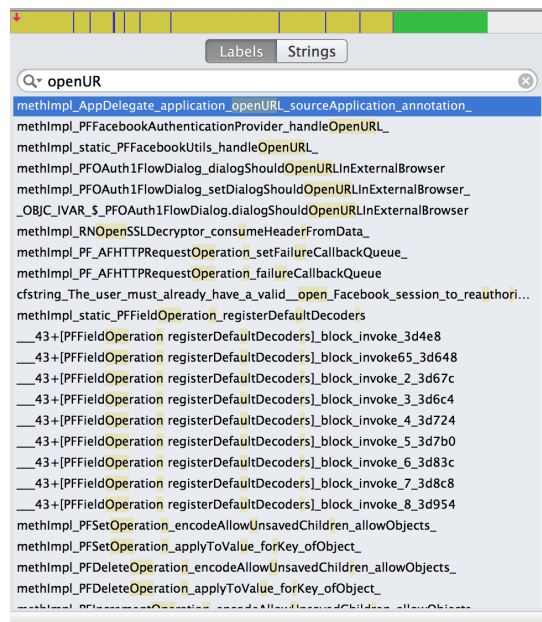 Labels Strings
openUR
methImpl_AppDelegate_application_openURL_sourceApplication_annotation_
methImpl_PFFacebookAuthenticationProvider_handleOpenURL_
methImpl_static_PFFacebookUtils_handleOpenURL_
methImpl_PFOAuth1FlowDialog_dialogShouldOpenURLInExternalBrowser
methImpl_PFOAuth1FlowDialog_setDialogShouldOpenURLInExternalBrowser_
_OBJC_IVAR_$_PFOAuth1FlowDialog.dialogShouldOpenURLInExternalBrowser
methImpl_RNOpenSSLDecryptor_consumeHeaderFromData_
methImpl_PF_AFHTTPRequestOperation_setFailureCallbackQueue_
methImpl_PF_AFHTTPRequestOperation_failureCallbackQueue
cfstring_The_user_must_already_have_a_valid__open_Facebook_session_to_reauthori...
methImpl_static_PFFieldOperation_registerDefaultDecoders
___43+[PFFieldOperation registerDefaultDecoders]_block_invoke_3d4e8
___43+[PFFieldOperation registerDefaultDecoders]_block_invoke65_3d648
___43+[PFFieldOperation registerDefaultDecoders]_block_invoke_2_3d67c
___43+[PFFieldOperation registerDefaultDecoders]_block_invoke_3_3d6c4
___43+[PFFieldOperation registerDefaultDecoders]_block_invoke_4_3d724
___43+[PFFieldOperation registerDefaultDecoders]_block_invoke_5_3d7b0
___43+[PFFieldOperation registerDefaultDecoders]_block_invoke_6_3d83c
___43+[PFFieldOperation registerDefaultDecoders]_block_invoke_7_3d8c8
___43+[PFFieldOperation registerDefaultDecoders]_block_invoke_8_3d954
methImpl_PFSetOperation_encodeAllowUnsavedChildren_allowObjects_
methImpl_PFSetOperation_applyToValue_forKey_ofObject_
methImpl_PFDeleteOperation_encodeAllowUnsavedChildren_allowObjects_
methImpl_PFDeleteOperation_applyToValue_forKey_ofObject_
methImpl_PFIncrementOperation_encodeAllowUnsavedChildren_allowObjects_